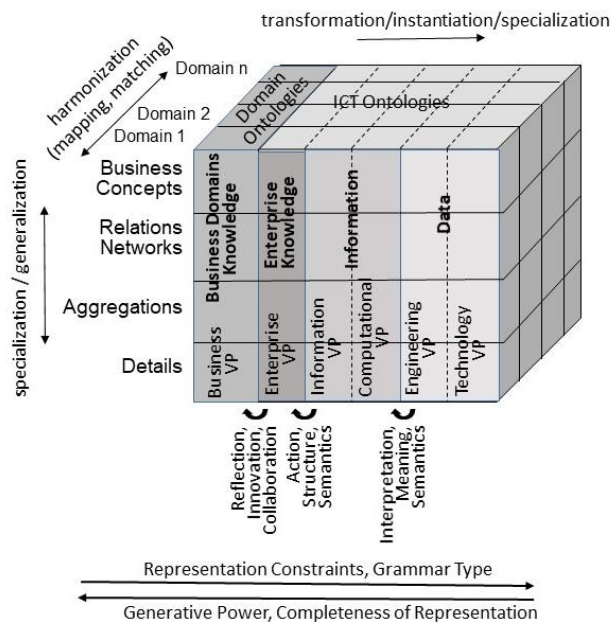 transformation/instantiation/specialization
harmonization
(mapping, matching)
Domain n
Domain 2
Domain 1
Domain
Ontologies
ICT Ontologies
specialization / generalization
Business
Concepts
Relations
Networks
Aggregations
Details
Business Domains
Knowledge
Enterprise
Knowledge
Information
Data
Business
VP
Enterprise
VP
Information
VP
Computational
VP
Engineering
VP
Technology
VP
Reflection,
Innovation,
Collaboration
Action,
Structure,
Semantics
Interpretation,
Meaning,
Semantics
Representation Constraints, Grammar Type
Generative Power, Completeness of Representation